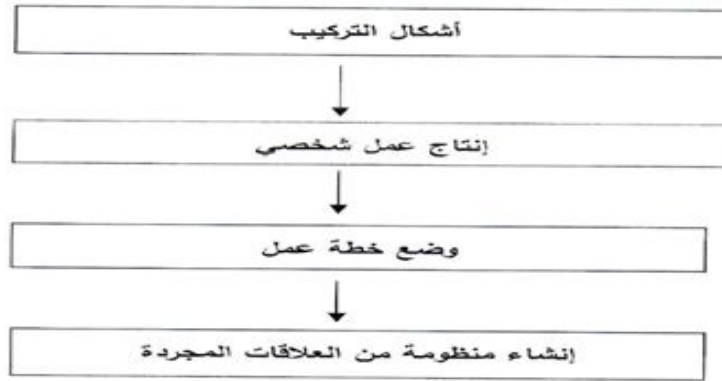 أشكال التركيب
إنتاج عمل شخصي
وضع خطة عمل
إنشاء منظومة من العلاقات المجردة